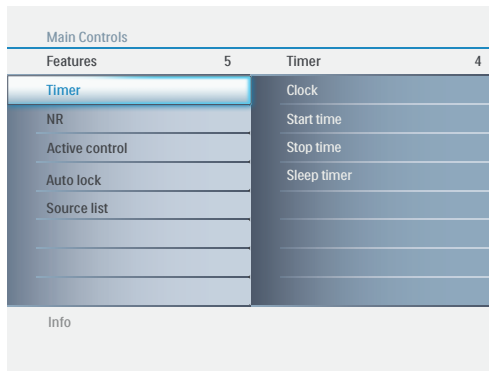 Main Controls
Features 5
Timer 4
Timer
NR
Active control
Auto lock
Source list
Clock
Start time
Stop time
Sleep timer
Info